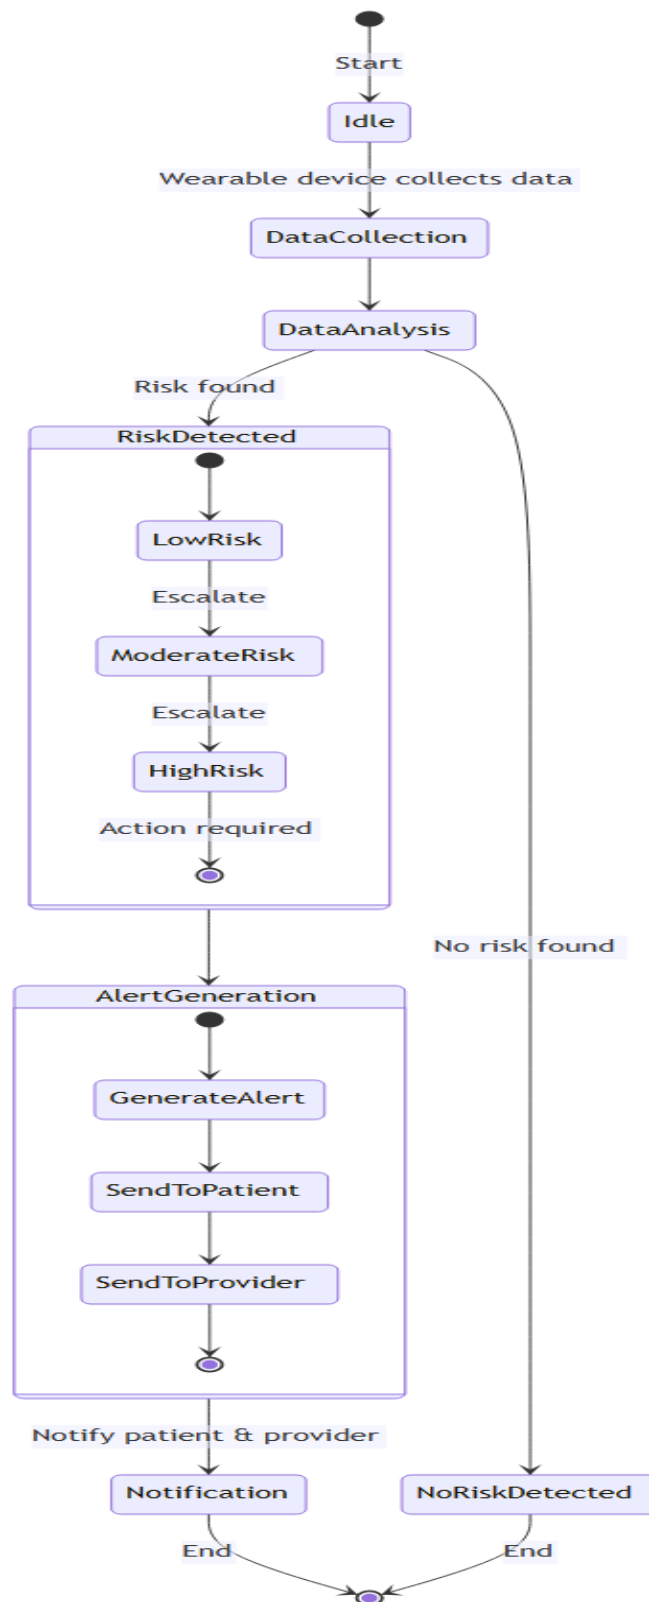 Start
Idle
Wearable device collects data
DataCollection
DataAnalysis
Risk found
RiskDetected
LowRisk
Escalate
ModerateRisk
Escalate
HighRisk
Action required
No risk found
AlertGeneration
GenerateAlert
SendToPatient
SendToProvider
Notify patient & provider
Notification
NoRiskDetected
End
End